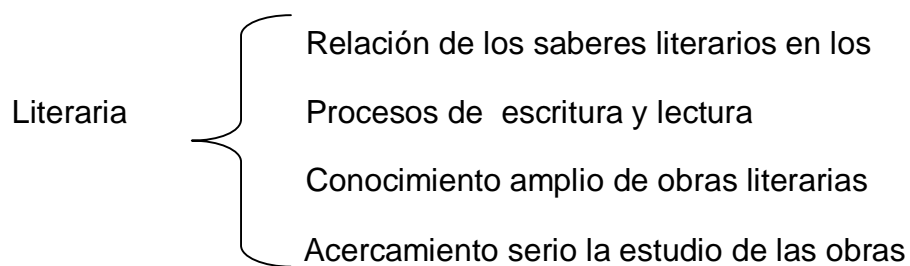 Relación de los saberes literarios en los
Literaria
Procesos de escritura y lectura
Conocimiento amplio de obras literarias
Acercamiento serio la estudio de las obras